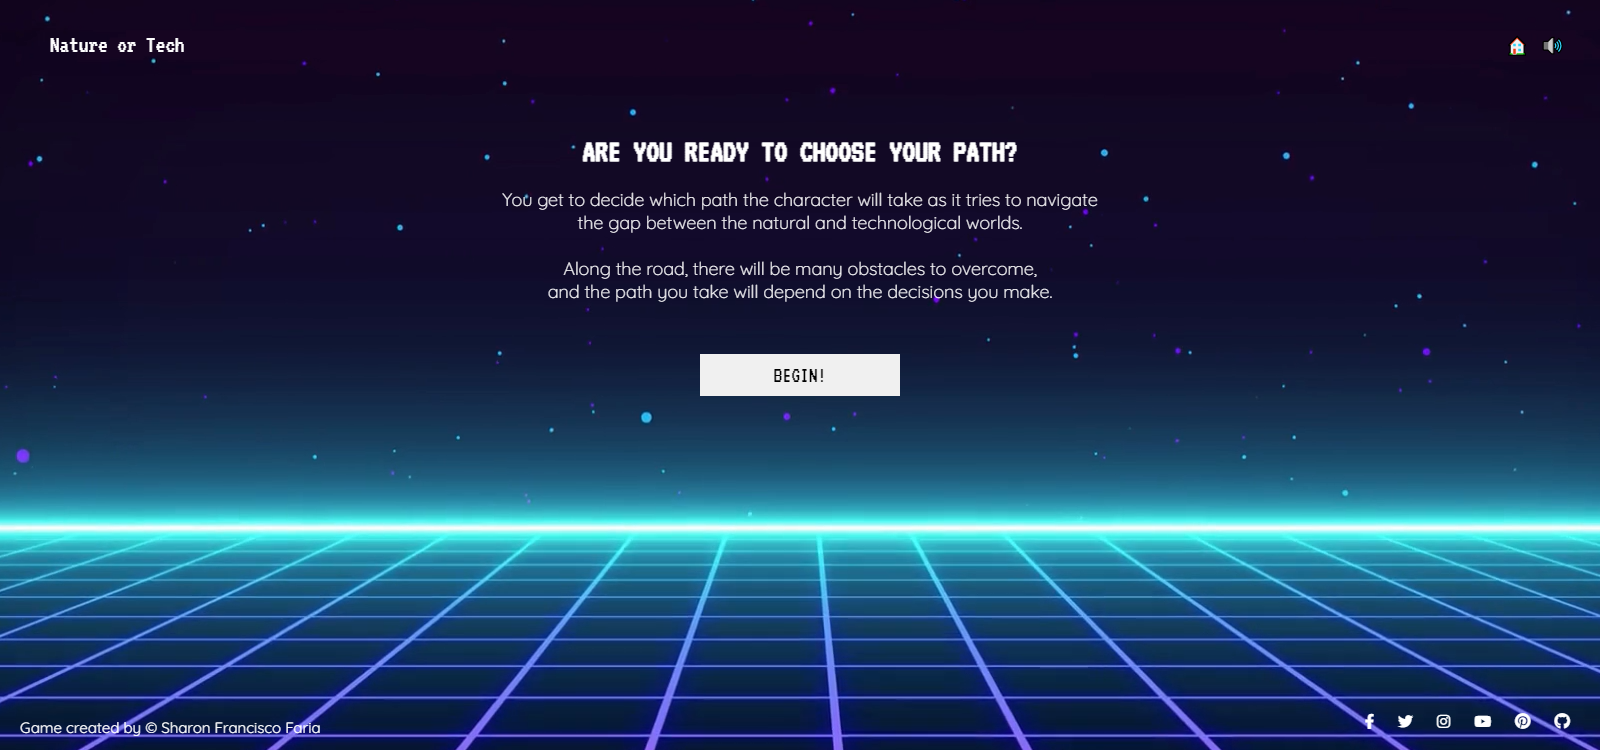 Nature or Tech
ARE YOU READY TO CHOOSE YOUR PATH?
You get to decide which path the character will take as it tries to navigate
the gap between the natural and technological worlds.
Along the road, there will be many obstacles to overcome,
and the path you take will depend on the decisions you make.
BEGIN!
Game created by © Sharon Francisco Faria